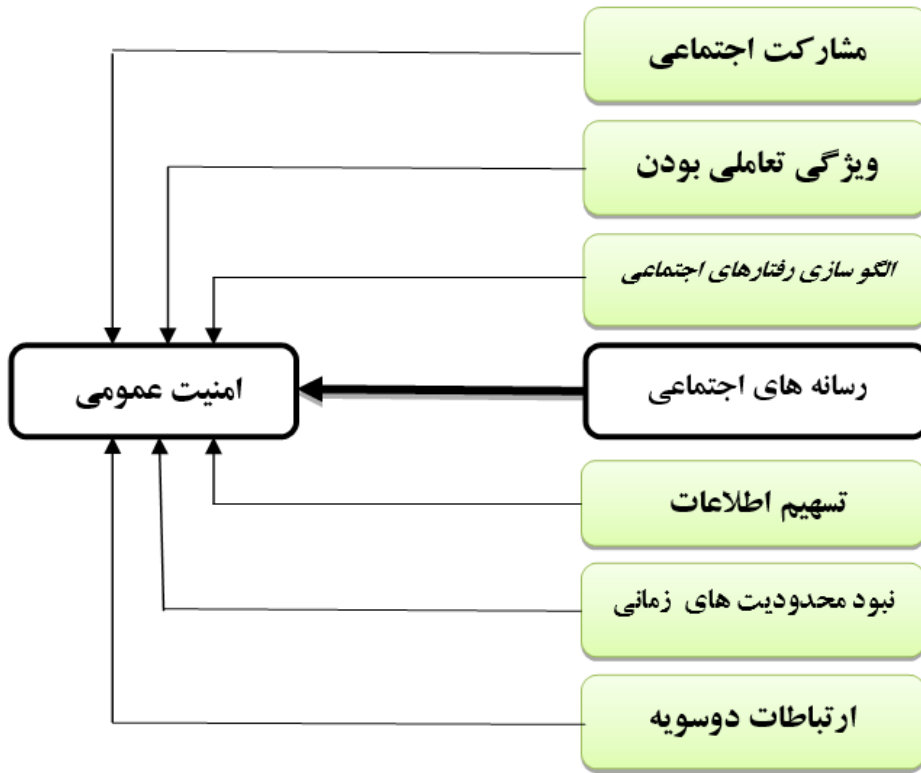 مشارکت اجتماعی
ویژگی تعاملی بودن
الگو سازی رفتارهای اجتماعی
رسانه های اجتماعی
امنیت عمومی
تسهیم اطلاعات
نبود محدودیت های زمانی
ارتباطات دوسویه